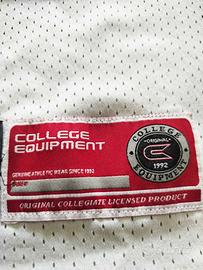 COLLEGE
EQUIPMENT
GENUINE ATHLETIC WEAR SINCE 1992
COLLEGE
"ORIGINAL"
1992
EQUIPMENT
ORIGINAL COLLEGIATE LICENSED PRODUCT